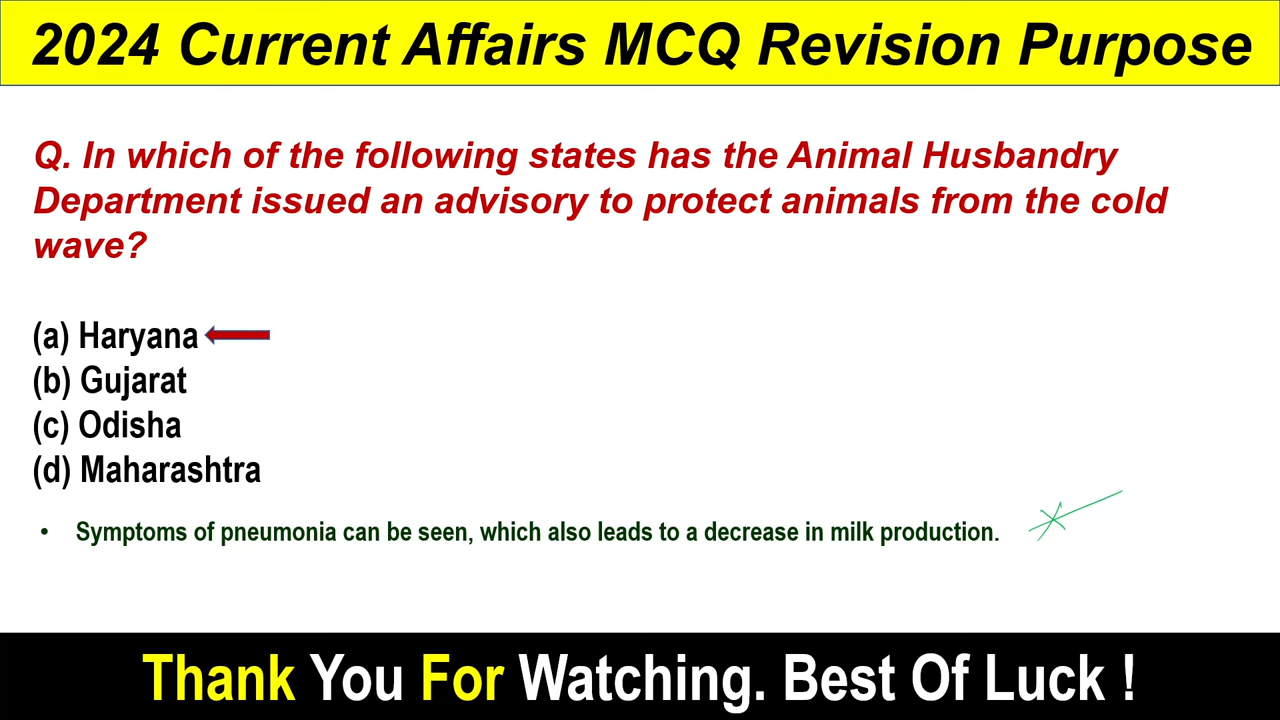 2024 Current Affairs MCQ Revision Purpose
Q. In which of the following states has the Animal Husbandry
Department issued an advisory to protect animals from the cold
wave?
(a) Haryana
(b) Gujarat
(c) Odisha
(d) Maharashtra
• Symptoms of pneumonia can be seen, which also leads to a decrease in milk production.
Thank You For Watching. Best Of Luck !